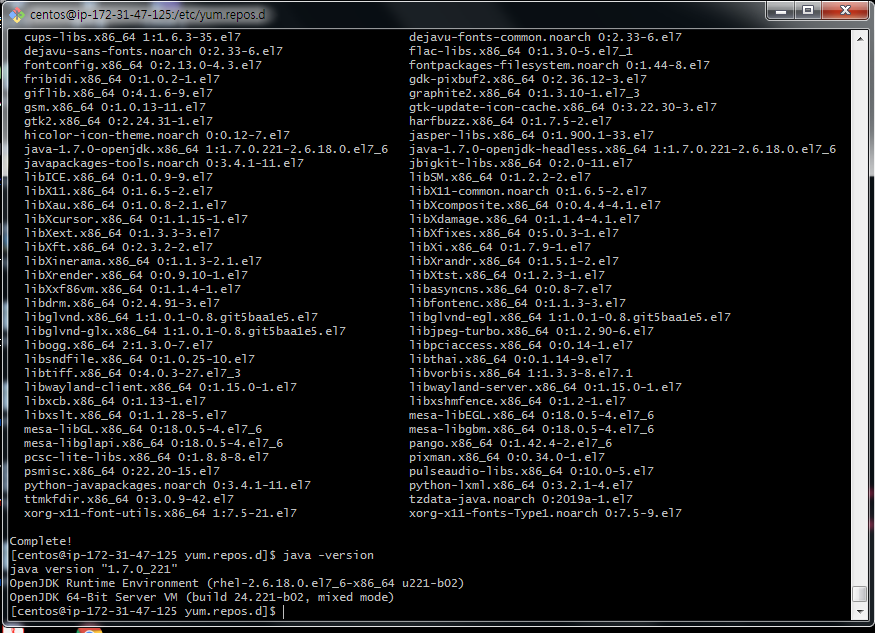 centos@ip-172-31-47-125:/etc/yum.repos.d
cups-libs.x86_64 1:1.6.3-35.el7 dejavu-fonts-common.noarch 0:2.33-6.el7
dejavu-sans-fonts.noarch 0:2.33-6.el7 flac-libs.x86_64 0:1.3.0-5.el7_1
fontconfig.x86_64 0:2.13.0-4.3.el7 fontpackages-filesystem.noarch 0:1.44-8.el7
fribidi.x86_64 0:1.0.2-1.el7 gdk-pixbuf2.x86_64 0:2.36.12-3.el7
giflib.x86_64 0:4.1.6-9.el7 graphite2.x86_64 0:1.3.10-1.el7_3
gsm.x86_64 0:1.0.13-11.el7 gtk-update-icon-cache.x86_64 0:3.22.30-3.el7
gtk2.x86_64 0:2.24.31-1.el7 harfbuzz.x86_64 0:1.7.5-2.el7
hicolor-icon-theme.noarch 0:0.12-7.el7 jasper-libs.x86_64 0:1.900.1-33.el7
java-1.7.0-openjdk.x86_64 1:1.7.0.221-2.6.18.0.el7_6 java-1.7.0-openjdk-headless.x86_64 1:1.7.0.221-2.6.18.0.el7_6
javapackages-tools.noarch 0:3.4.1-11.el7 jbigkit-libs.x86_64 0:2.0-11.el7
libICE.x86_64 0:1.0.9-9.el7 libSM.x86_64 0:1.2.2-2.el7
libX11.x86_64 0:1.6.5-2.el7 libX11-common.noarch 0:1.6.5-2.el7
libXau.x86_64 0:1.0.8-2.1.el7 libXcomposite.x86_64 0:0.4.4-4.1.el7
libXcursor.x86_64 0:1.1.15-1.el7 libXdamage.x86_64 0:1.1.4-4.1.el7
libXext.x86_64 0:1.3.3-3.el7 libXfixes.x86_64 0:5.0.3-1.el7
libXft.x86_64 0:2.3.2-2.el7 libXi.x86_64 0:1.7.9-1.el7
libXinerama.x86_64 0:1.1.3-2.1.el7 libXrandr.x86_64 0:1.5.1-2.el7
libXrender.x86_64 0:0.9.10-1.el7 libXtst.x86_64 0:1.2.3-1.el7
libXxf86vm.x86_64 0:1.1.4-1.el7 libasyncns.x86_64 0:0.8-7.el7
libdrm.x86_64 0:2.4.91-3.el7 libfontenc.x86_64 0:1.1.3-3.el7
libglvnd.x86_64 1:1.0.1-0.8.git5baa1e5.el7 libglvnd-egl.x86_64 1:1.0.1-0.8.git5baa1e5.el7
libglvnd-glx.x86_64 1:1.0.1-0.8.git5baa1e5.el7 libjpeg-turbo.x86_64 0:1.2.90-6.el7
libogg.x86_64 2:1.3.0-7.el7 libpciaccess.x86_64 0:0.14-1.el7
libsndfile.x86_64 0:1.0.25-10.el7 libthai.x86_64 0:0.1.14-9.el7
libtiff.x86_64 0:4.0.3-27.el7_3 libvorbis.x86_64 1:1.3.3-8.el7.1
libwayland-client.x86_64 0:1.15.0-1.el7 libwayland-server.x86_64 0:1.15.0-1.el7
libxcb.x86_64 0:1.13-1.el7 libxshmfence.x86_64 0:1.2-1.el7
libxslt.x86_64 0:1.1.28-5.el7 mesa-libEGL.x86_64 0:18.0.5-4.el7_6
mesa-libGL.x86_64 0:18.0.5-4.el7_6 mesa-libgbm.x86_64 0:18.0.5-4.el7_6
mesa-libglapi.x86_64 0:18.0.5-4.el7_6 pango.x86_64 0:1.42.4-2.el7_6
pcsc-lite-libs.x86_64 0:1.8.8-8.el7 pixman.x86_64 0:0.34.0-1.el7
psmisc.x86_64 0:22.20-15.el7 pulseaudio-libs.x86_64 0:10.0-5.el7
python-javapackages.noarch 0:3.4.1-11.el7 python-lxml.x86_64 0:3.2.1-4.el7
ttmkfdir.x86_64 0:3.0.9-42.el7 tzdata-java.noarch 0:2019a-1.el7
xorg-x11-font-utils.x86_64 1:7.5-21.el7 xorg-x11-fonts-Type1.noarch 0:7.5-9.el7
Complete!
[centos@ip-172-31-47-125 yum.repos.d]$ java -version
java version "1.7.0_221"
OpenJDK Runtime Environment (rhel-2.6.18.0.el7_6-x86_64 u221-b02)
OpenJDK 64-Bit Server VM (build 24.221-b02, mixed mode)
[centos@ip-172-31-47-125 yum.repos.d]$